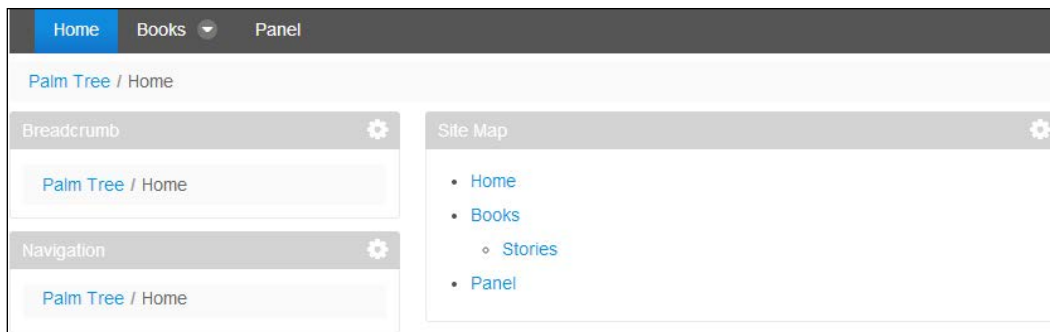 Home Books Panel
Palm Tree / Home
Breadcrumb
Palm Tree / Home
Navigation
Palm Tree / Home
Site Map
Home
Books
Stories
Panel